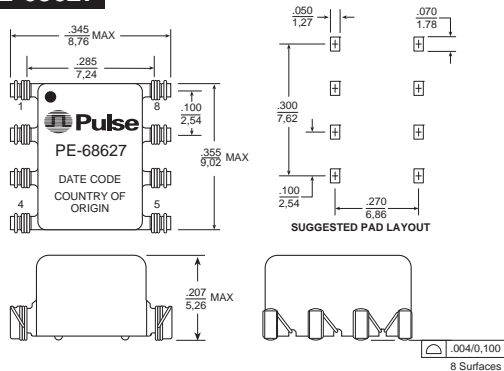 .345
8,76 MAX
.285
7,24
1
8
.100
2,54
Pulse
PE-68627
.355
9,02 MAX
DATE CODE
COUNTRY OF
ORIGIN
4
5
.050
1,27
.070
1.78
.300
7,62
.100
2,54
.270
6,86
SUGGESTED PAD LAYOUT
.207
5,26 MAX
.004/0,100
8 Surfaces